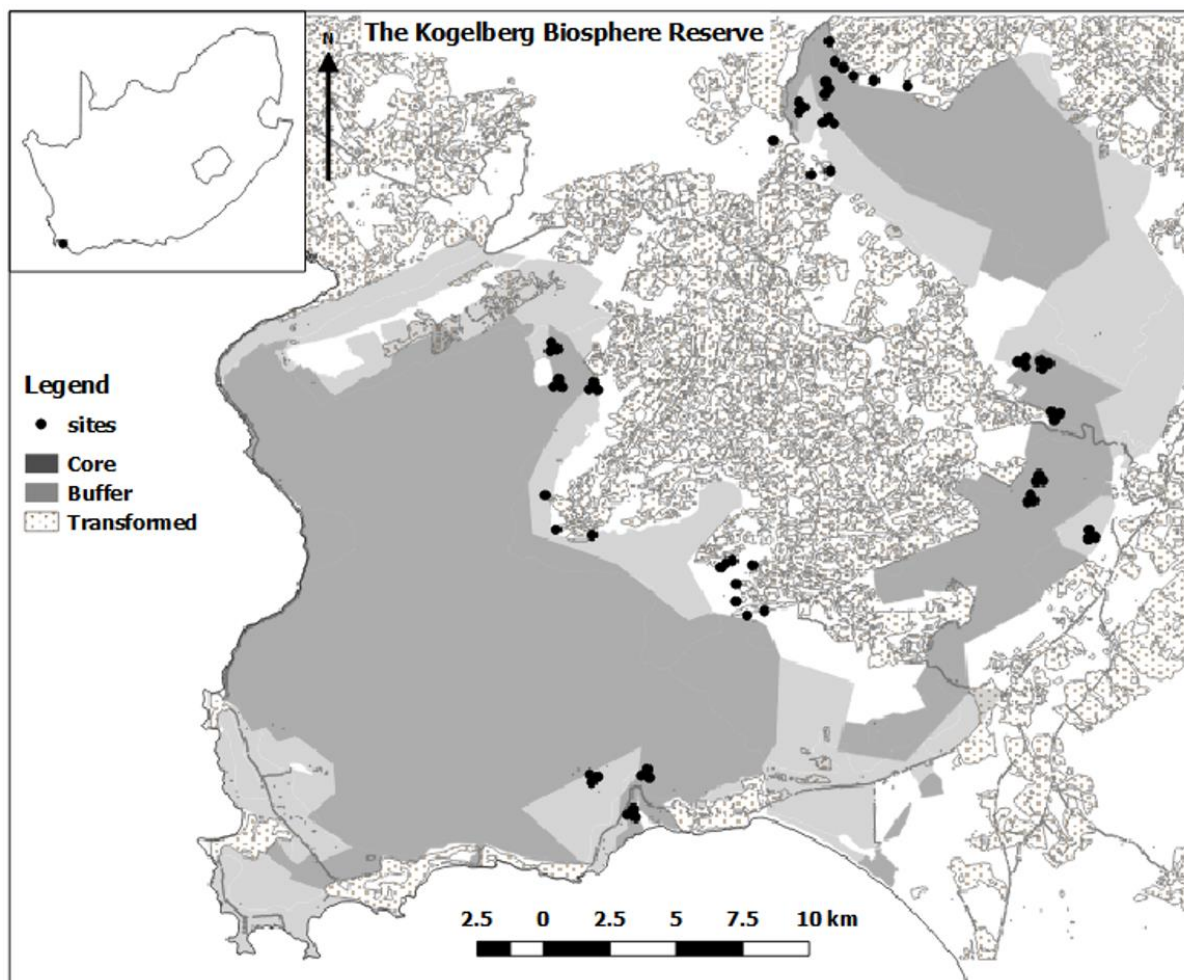 The Kogelberg Biosphere Reserve
N
Legend
sites
Core
Buffer
Transformed
2.5 0 2.5 5 7.5 10 km